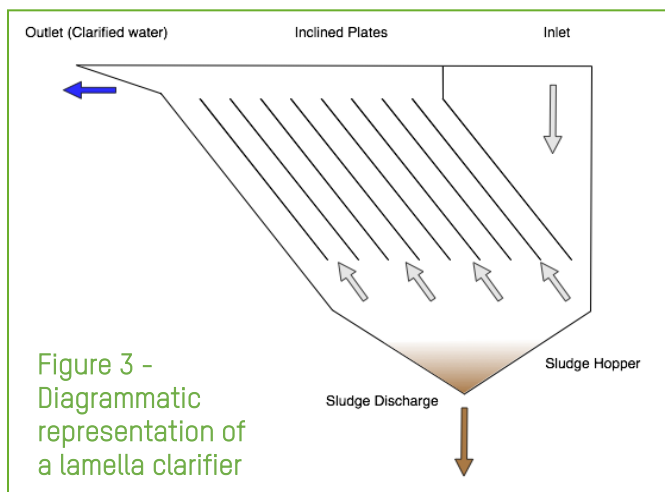 Outlet (Clarified water)
Inclined Plates
Inlet
Sludge Hopper
Sludge Discharge
Figure 3 -
Diagrammatic
representation of
a lamella clarifier